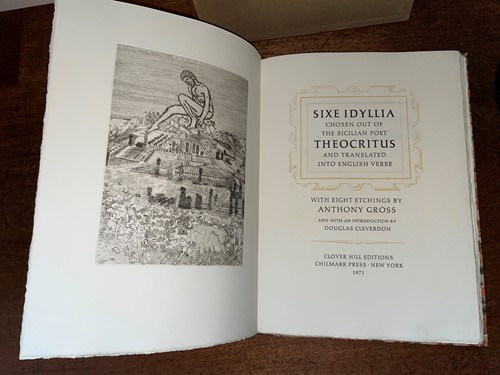 SIXE IDYLLIA
CHOSEN OUT OF
THE SICILIAN POET
THEOCRITUS
AND TRANSLATED
INTO ENGLISH VERSE
WITH EIGHT ETCHINGS BY
ANTHONY GROSS
AND WITH AN INTRODUCTION BY
DOUGLAS CLEVERDON
CLOVER HILL EDITIONS
CHILMARK PRESS · NEW YORK
1971